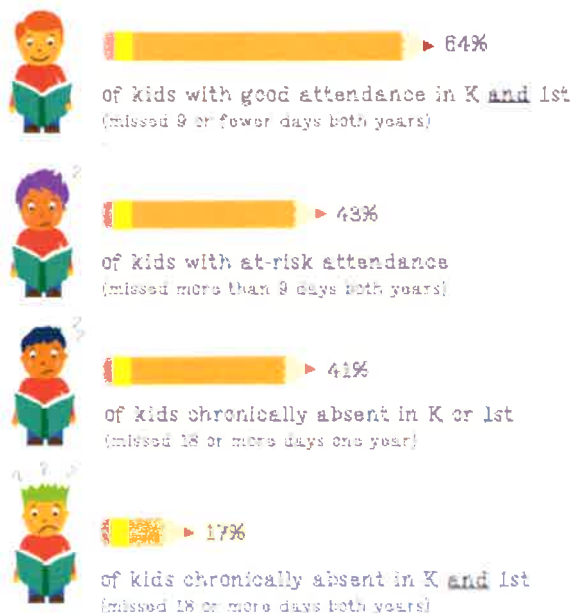 64%
of kids with good attendance in K and 1st
(missed 9 or fewer days both years)
43%
of kids with at-risk attendance
(missed more than 9 days both years)
41%
of kids chronically absent in K or 1st
(missed 18 or more days one year)
17%
of kids chronically absent in K and 1st
(missed 18 or more days both years)